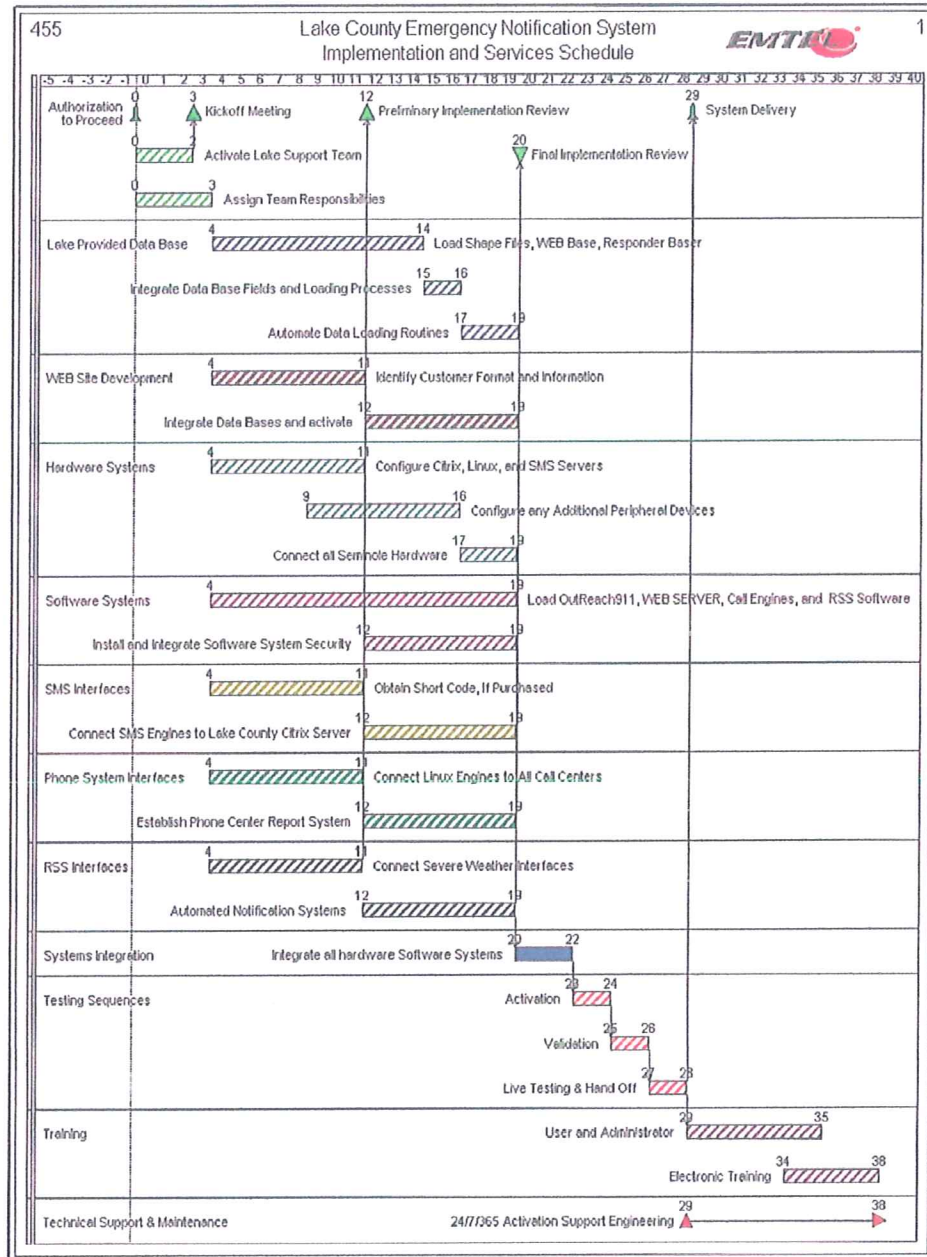 455
Lake County Emergency Notification System
1
Implementation and Services Schedule
EMTEL
-5 -4 -3 -2 -1 0 1 2 3 4 5 6 7 8 9 10 11 12 13 14 15 16 17 18 19 20 21 22 23 24 25 26 27 28 29 30 31 32 33 34 35 36 37 38 39 40
0 3 12 29
Authorization to Proceed
Kickoff Meeting
Preliminary Implementation Review
System Delivery
0 2 Activate Lake Support Team
20 Final Implementation Review
0 3 Assign Team Responsibilities
Lake Provided Data Base 4 14 Load Shape Files, WEB Base, Responder Baser
Integrate Data Base Fields and Loading Processes 15 16
Automate Data Loading Routines 17 19
WEB Site Development 4 11 Identify Customer Format and Information
Integrate Data Bases and activate 12 19
Hardware Systems 4 11 Configure Citrix, Linux, and SMS Servers
9 16 Configure any Additional Peripheral Devices
Connect all Seminole Hardware 17 19
Software Systems 4 19 Load OutReach911, WEB SERVER, Call Engines, and RSS Software
Install and Integrate Software System Security 12 19
SMS Interfaces 4 11 Obtain Short Code, If Purchased
Connect SMS Engines to Lake County Citrix Server 12 19
Phone System Interfaces 4 11 Connect Linux Engines to All Call Centers
Establish Phone Center Report System 12 19
RSS Interfaces 4 11 Connect Severe Weather Interfaces
Automated Notification Systems 12 19
Systems Integration Integrate all hardware Software Systems 20 22
Testing Sequences Activation 23 24
Validation 25 26
Live Testing & Hand Off 27 28
Training User and Administrator 29 35
Electronic Training 34 38
Technical Support & Maintenance 24/7/365 Activation Support Engineering 29 38